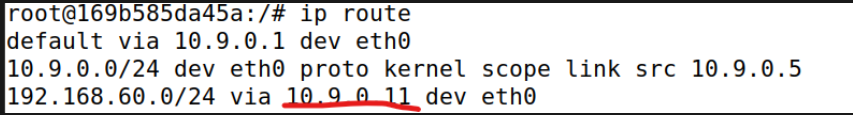 root@169b585da45a:/# ip route
default via 10.9.0.1 dev eth0
10.9.0.0/24 dev eth0 proto kernel scope link src 10.9.0.5
192.168.60.0/24 via 10.9.0.11 dev eth0